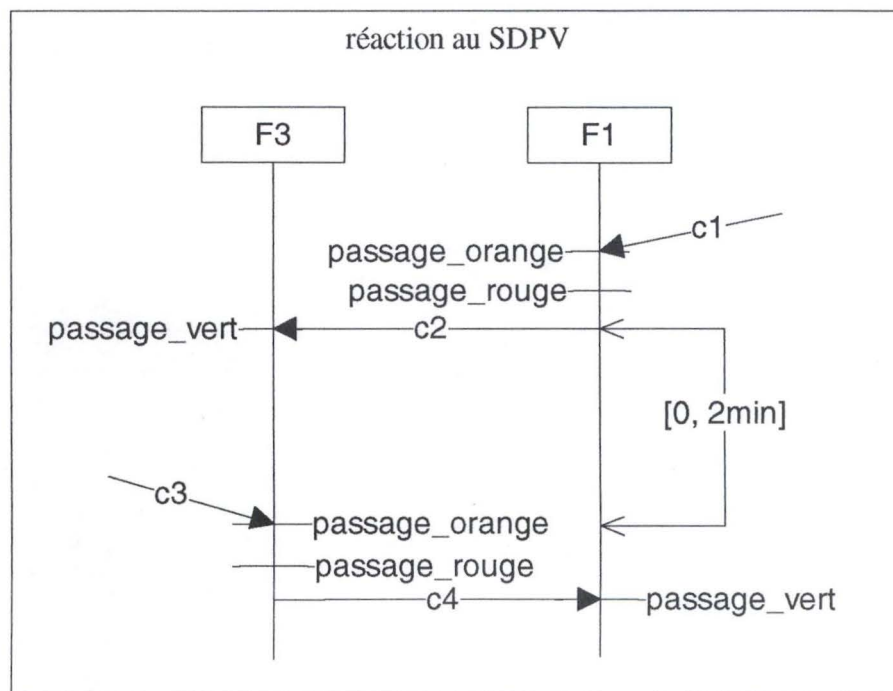 réaction au SDPV
F3
F1
c1
passage_orange
passage_rouge
passage_vert
c2
[0, 2min]
c3
passage_orange
passage_rouge
c4
passage_vert